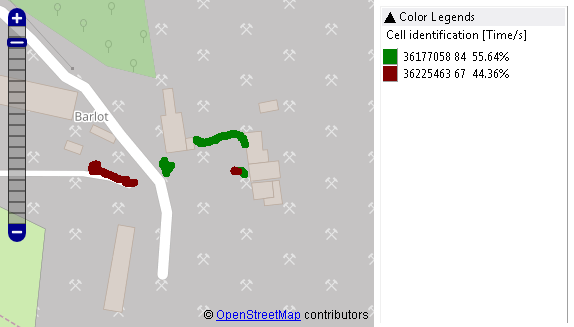 ▲ Color Legends
Cell identification [Time/s]
36177058 84 55.64%
36225463 67 44.36%
Barlot
© OpenStreetMap contributors